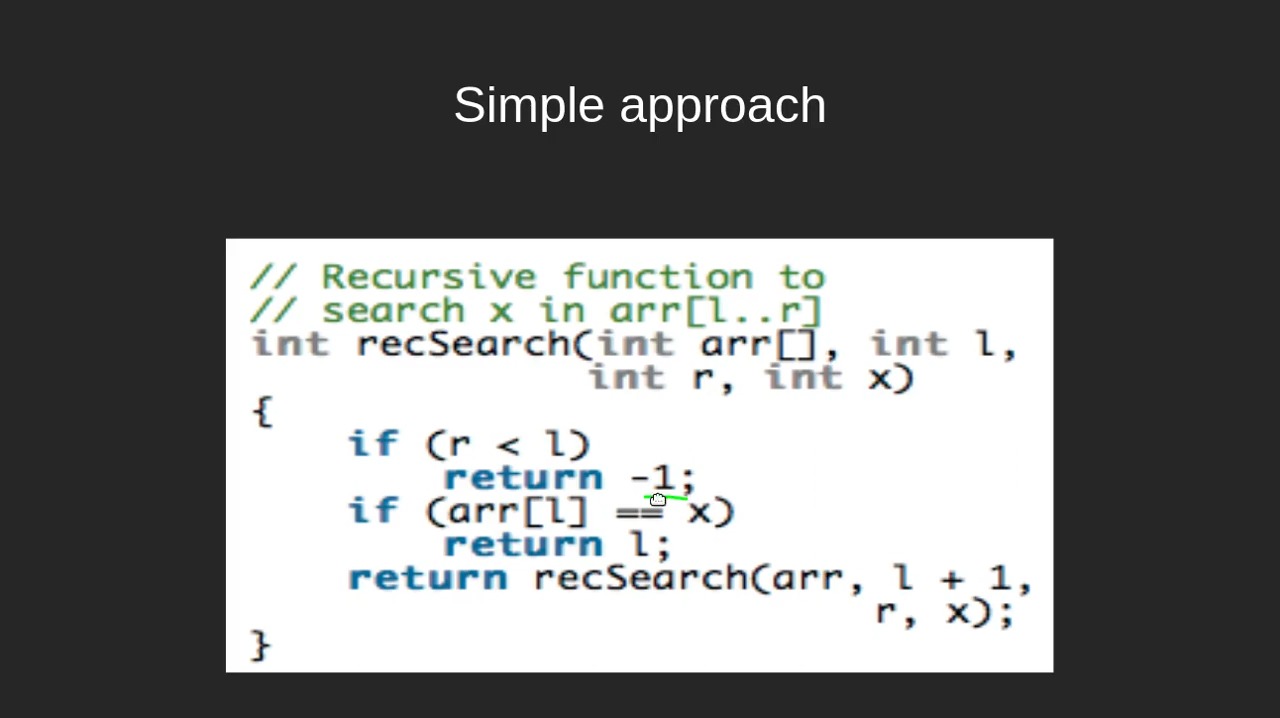 Simple approach
// Recursive function to
// search x in arr[l..r]
int recSearch(int arr[], int l,
int r, int x)
{
if (r < l)
return -1;
if (arr[l] == x)
return l;
return recSearch(arr, l + 1,
r, x);
}